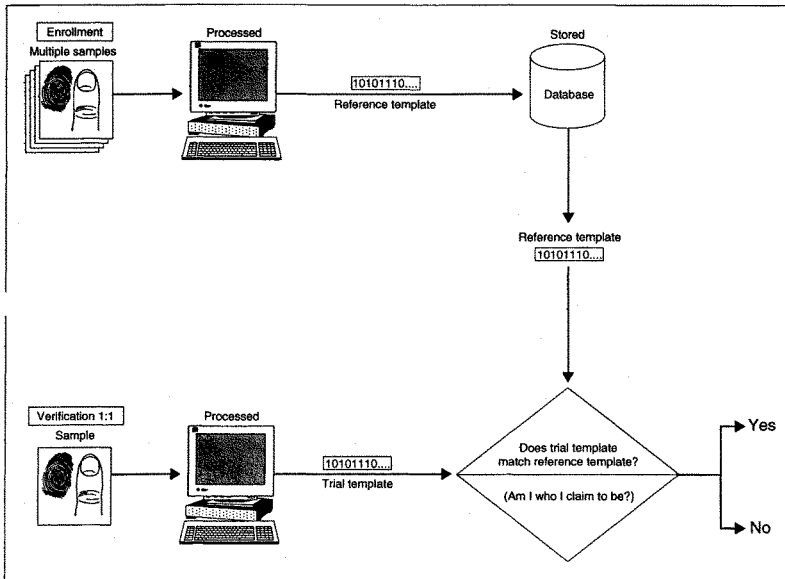 Enrollment
Multiple samples
Processed
10101110....
Reference template
Stored
Database
Reference template
10101110....
Verification 1:1
Sample
Processed
10101110....
Trial template
Does trial template
match reference template?
(Am I who I claim to be?)
Yes
No